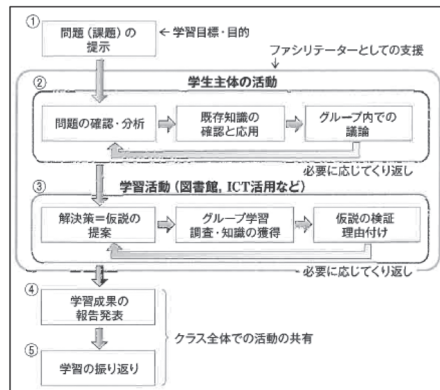 ①
問題（課題）の
提示
←学習目標・目的
ファシリテーターとしての支援
②
学生主体の活動
問題の確認・分析
既存知識の
確認と応用
グループ内での
議論
必要に応じてくり返し
③
学習活動（図書館，ICT活用など）
解決策＝仮説の
提案
グループ学習
調査・知識の獲得
仮説の検証
理由付け
必要に応じてくり返し
④
学習成果の
報告発表
クラス全体での活動の共有
⑤
学習の振り返り